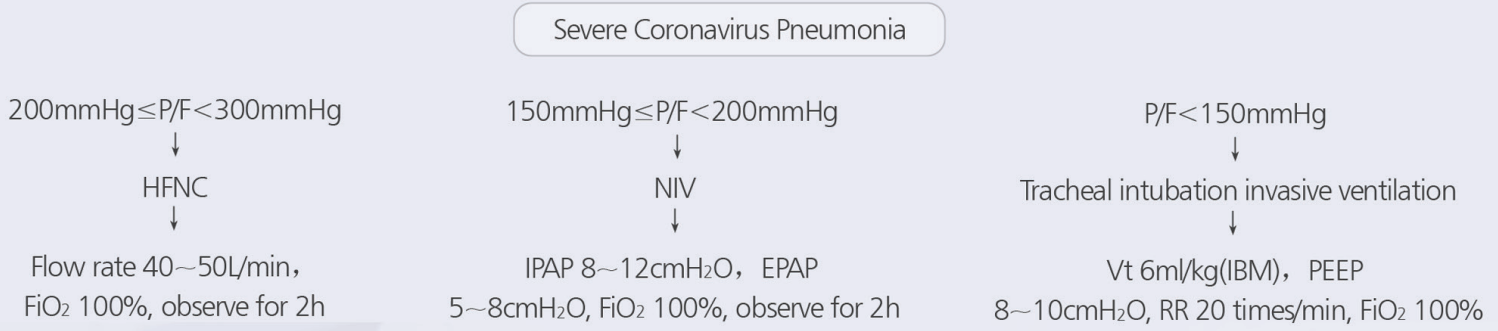 Severe Coronavirus Pneumonia
200mmHg≤P/F<300mmHg
HFNC
Flow rate 40~50L/min,
FiO₂ 100%, observe for 2h
150mmHg≤P/F<200mmHg
NIV
IPAP 8~12cmH₂O, EPAP
5~8cmH₂O, FiO₂ 100%, observe for 2h
P/F<150mmHg
Tracheal intubation invasive ventilation
Vt 6ml/kg(IBM), PEEP
8~10cmH₂O, RR 20 times/min, FiO₂ 100%